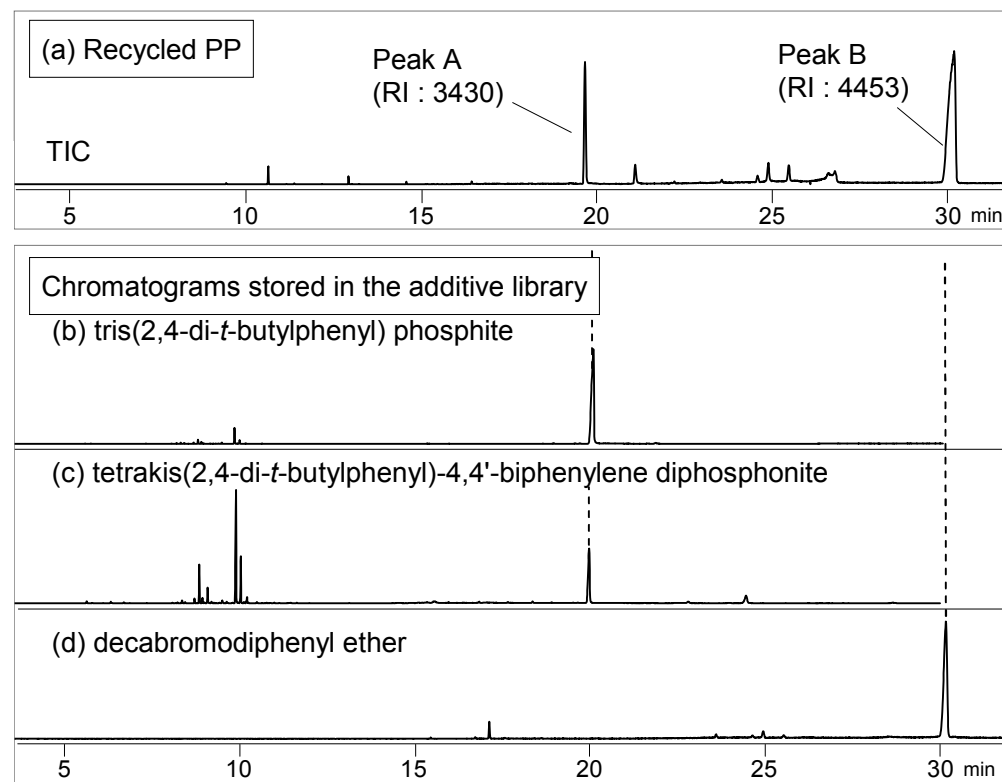 (a) Recycled PP
Peak A
(RI : 3430)
Peak B
(RI : 4453)
TIC
5 10 15 20 25 30 min
Chromatograms stored in the additive library
(b) tris(2,4-di-t-butylphenyl) phosphite
(c) tetrakis(2,4-di-t-butylphenyl)-4,4'-biphenylene diphosphonite
(d) decabromodiphenyl ether
5 10 15 20 25 30 min